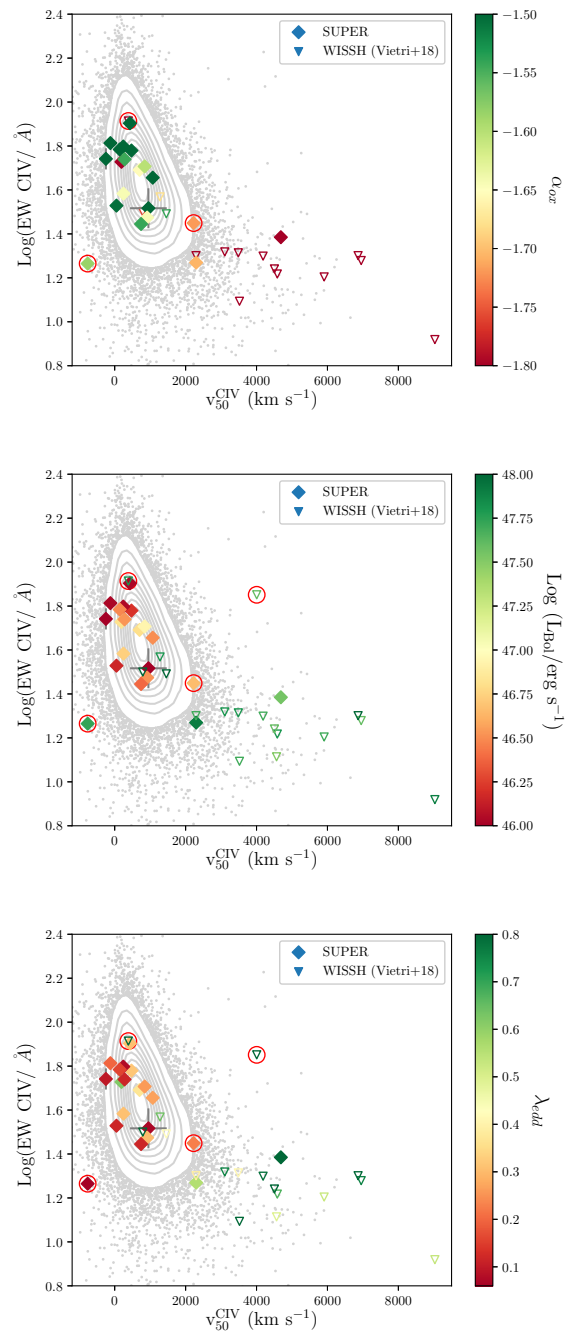 2.4
2.2
2.0
1.8
1.6
1.4
1.2
1.0
0.8
Log(EW CIV/ Å)
SUPER
WISSH (Vietri+18)
0 2000 4000 6000 8000
v₅₀^CIV (km s⁻¹)
−1.50
−1.55
−1.60
−1.65
−1.70
−1.75
−1.80
αox
2.4
2.2
2.0
1.8
1.6
1.4
1.2
1.0
0.8
Log(EW CIV/ Å)
SUPER
WISSH (Vietri+18)
0 2000 4000 6000 8000
v₅₀^CIV (km s⁻¹)
48.00
47.75
47.50
47.25
47.00
46.75
46.50
46.25
46.00
Log (L_Bol/erg s⁻¹)
2.4
2.2
2.0
1.8
1.6
1.4
1.2
1.0
0.8
Log(EW CIV/ Å)
SUPER
WISSH (Vietri+18)
0 2000 4000 6000 8000
v₅₀^CIV (km s⁻¹)
0.8
0.7
0.6
0.5
0.4
0.3
0.2
0.1
λedd